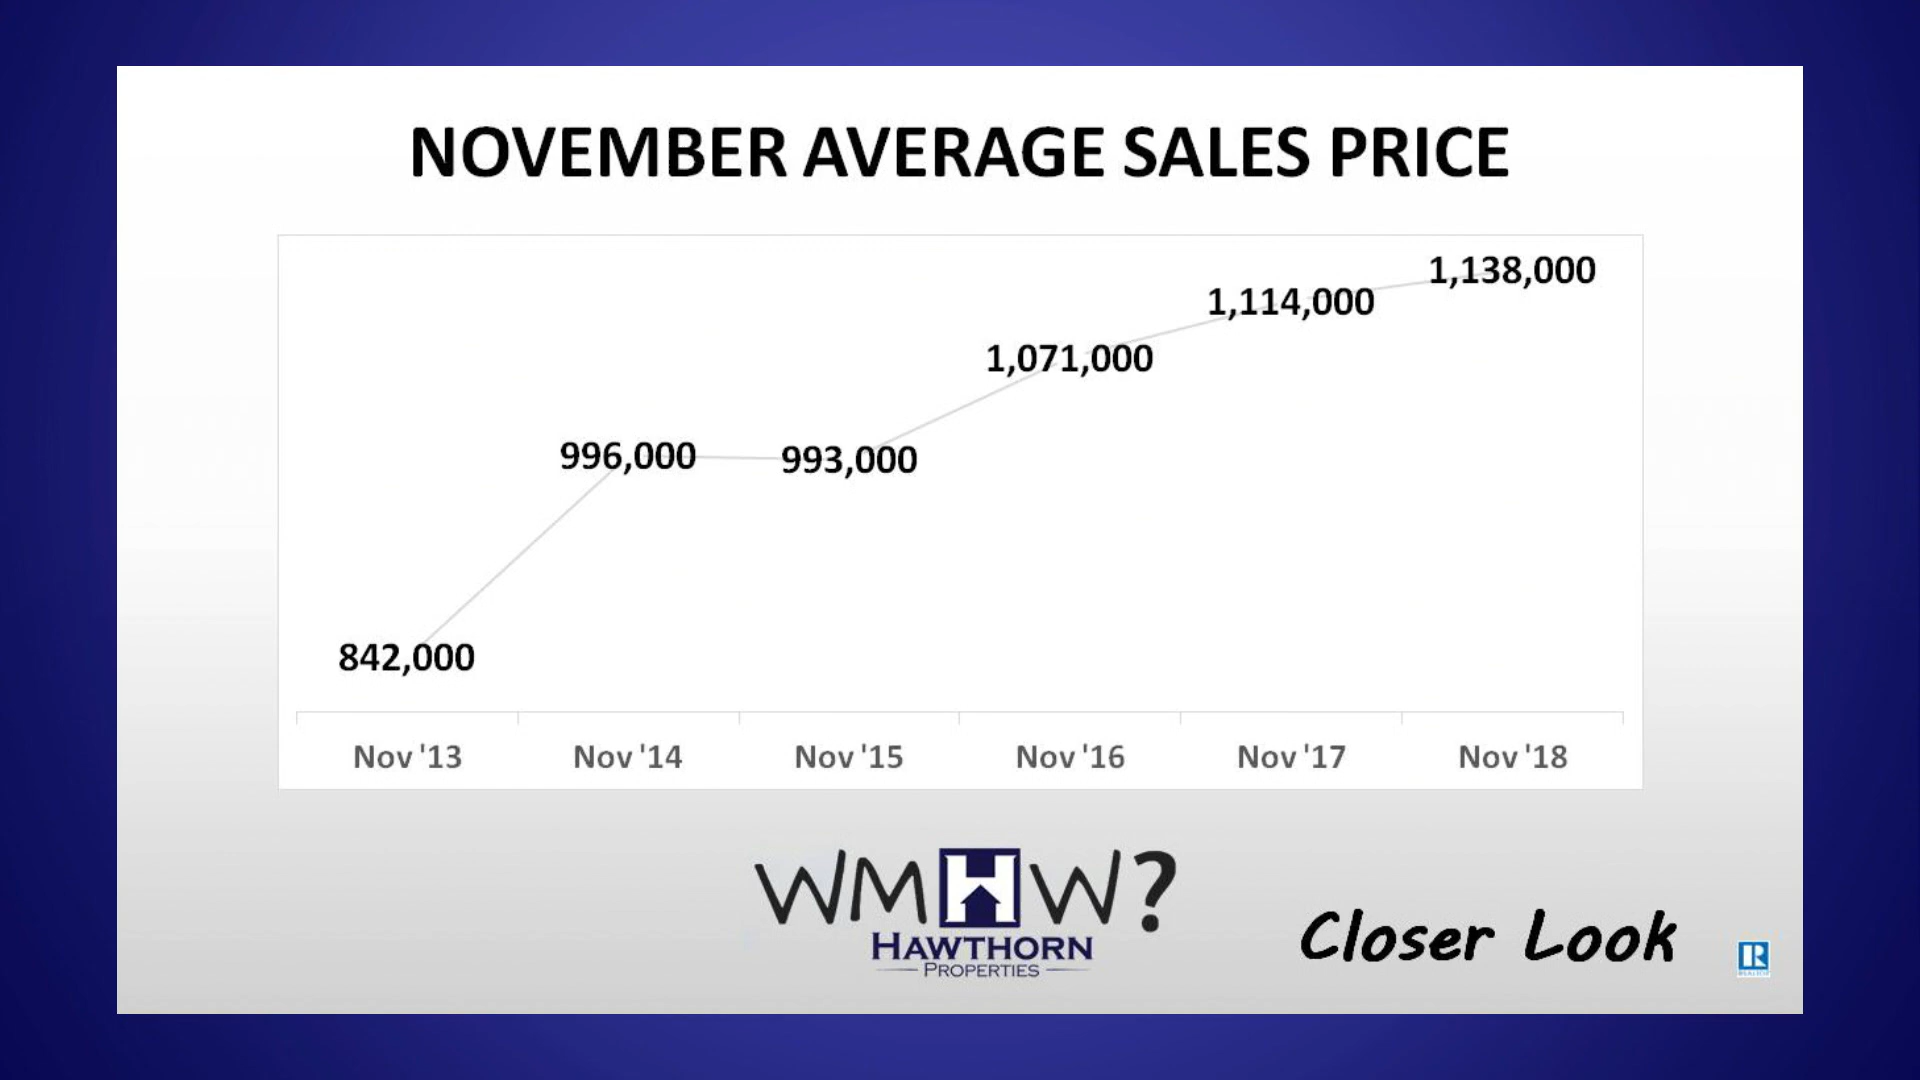 NOVEMBER AVERAGE SALES PRICE
1,138,000
1,114,000
1,071,000
996,000
993,000
842,000
Nov '13 Nov '14 Nov '15 Nov '16 Nov '17 Nov '18
WMHW?
HAWTHORN
PROPERTIES
Closer Look
REALTOR